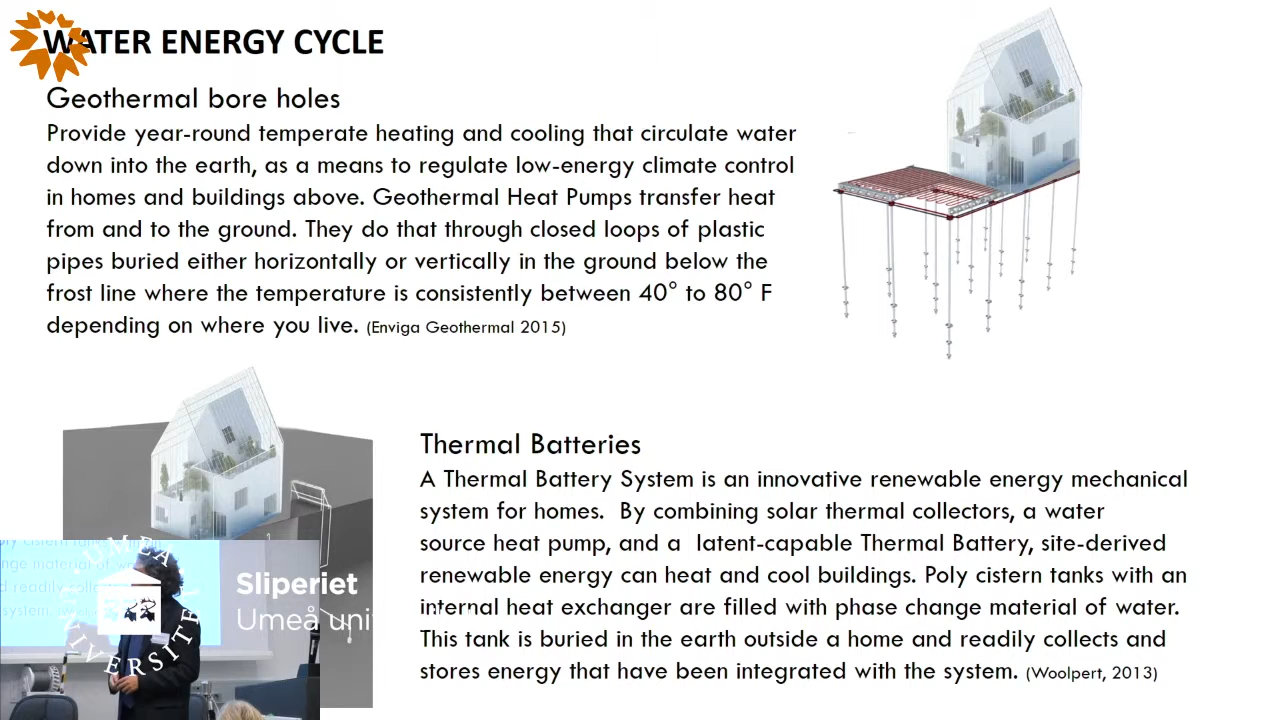 WATER ENERGY CYCLE
Geothermal bore holes
Provide year-round temperate heating and cooling that circulate water
down into the earth, as a means to regulate low-energy climate control
in homes and buildings above. Geothermal Heat Pumps transfer heat
from and to the ground. They do that through closed loops of plastic
pipes buried either horizontally or vertically in the ground below the
frost line where the temperature is consistently between 40° to 80° F
depending on where you live. (Enviga Geothermal 2015)
Thermal Batteries
A Thermal Battery System is an innovative renewable energy mechanical
system for homes. By combining solar thermal collectors, a water
source heat pump, and a latent-capable Thermal Battery, site-derived
renewable energy can heat and cool buildings. Poly cistern tanks with an
internal heat exchanger are filled with phase change material of water.
This tank is buried in the earth outside a home and readily collects and
stores energy that have been integrated with the system. (Woolpert, 2013)
UMEÅ UNIVERSITET
Sliperiet
Umeå uni